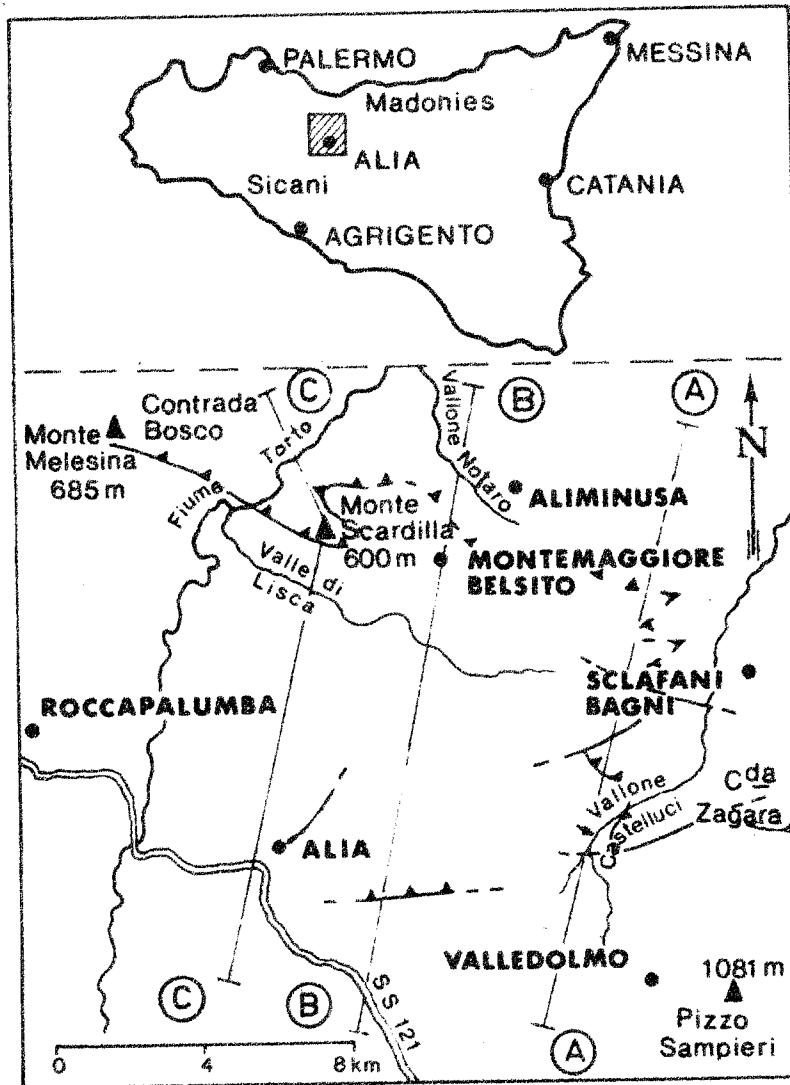 PALERMO
MESSINA
Madonies
ALIA
Sicani
CATANIA
AGRIGENTO
C
B
A
Contrada
Bosco
Monte
Melesina
685 m
Torto
Fiume
Vallone
Notaro
N
ALIMINUSA
Monte
Scardilla
600 m
MONTEMAGGIORE
BELSITO
Valle di
Lisca
SCLAFANI
BAGNI
ROCCAPALUMBA
Cda
Zagara
Vallone
Castelluci
ALIA
VALLEDOLMO
1081 m
Pizzo
Sampieri
C
B
SS 121
A
0 4 8 km